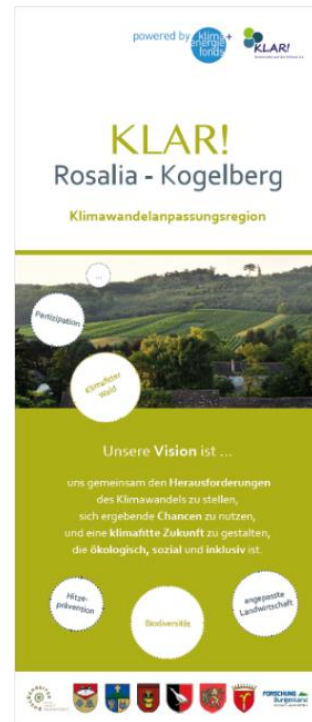 powered by klima+
energie
fonds
KLAR!
KLAR!
Rosalia - Kogelberg
Klimawandelanpassungsregion
...
Partizipation
Klimafitter
Wald
Unsere Vision ist ...
uns gemeinsam den Herausforderungen
des Klimawandels zu stellen,
sich ergebende Chancen zu nutzen,
und eine klimafitte Zukunft zu gestalten,
die ökologisch, sozial und inklusiv ist.
Hitze-
prävention
Biodiversität
angepasste
Landwirtschaft
FORSCHUNG
Burgenland